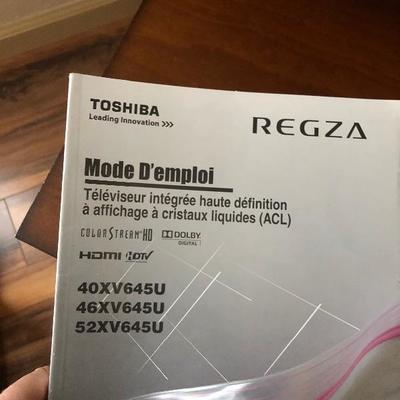 TOSHIBA
Leading Innovation >>>
REGZA
Mode D'emploi
Téléviseur intégrée haute définition
à affichage à cristaux liquides (ACL)
COLORSTREAM HD DOLBY DIGITAL
HDMI HDTV
40XV645U
46XV645U
52XV645U